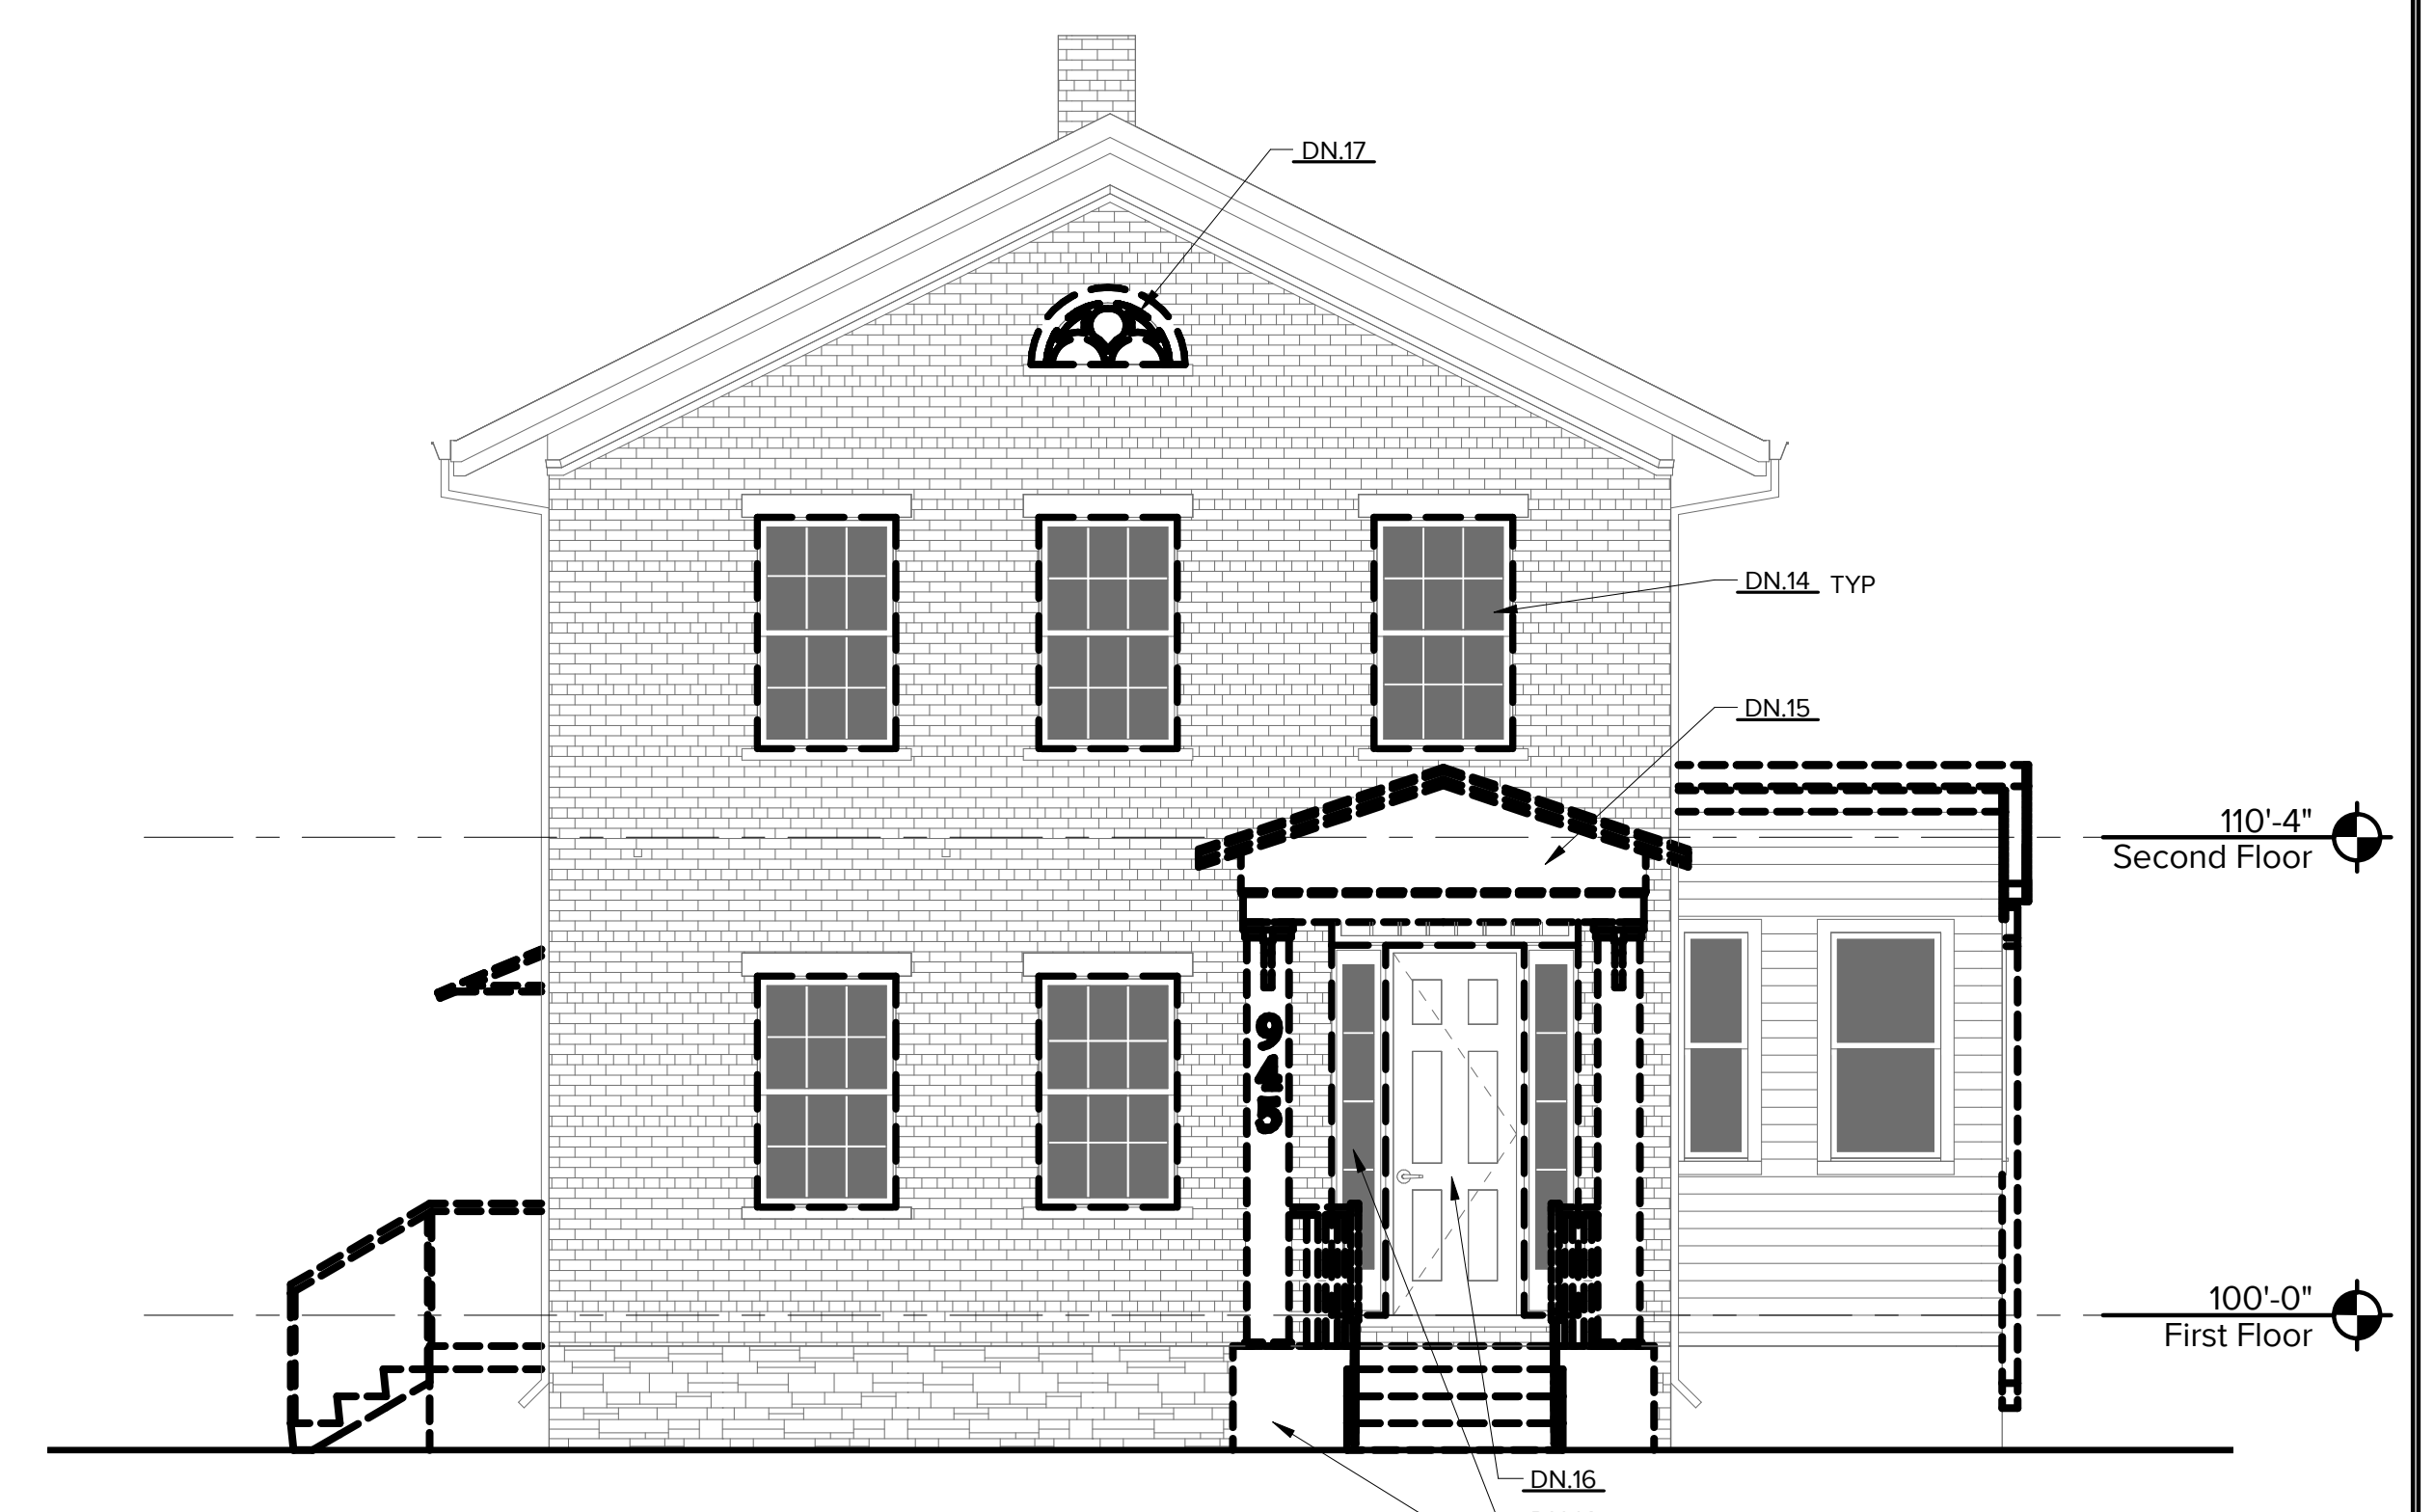 DN.17
DN.14 TYP
DN.15
110'-4"
Second Floor
945
100'-0"
First Floor
DN.16